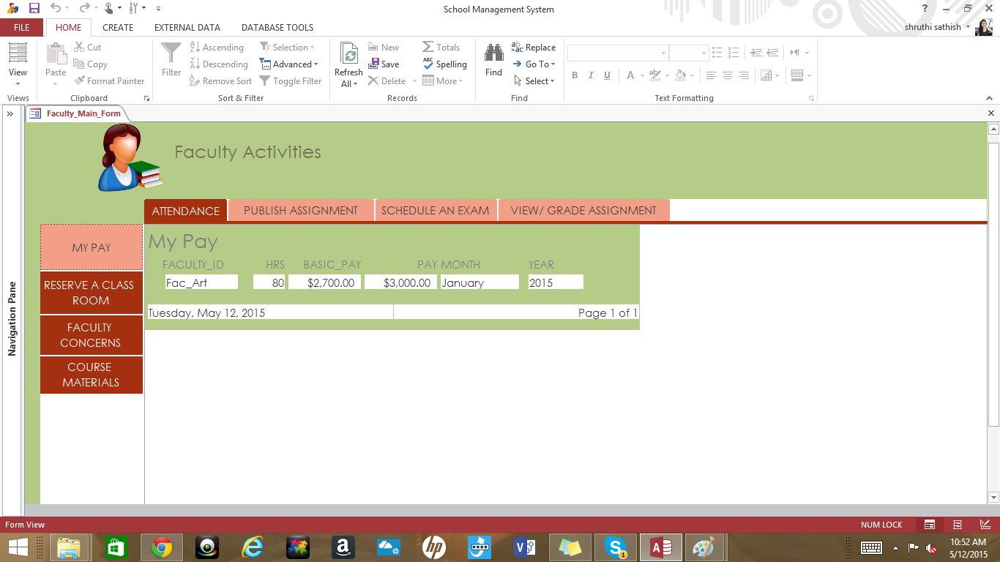 School Management System
?
FILE HOME CREATE EXTERNAL DATA DATABASE TOOLS shruthi sathish
View
Views
Paste
Cut
Copy
Format Painter
Clipboard
Filter
Ascending
Descending
Remove Sort
Selection
Advanced
Toggle Filter
Sort & Filter
Refresh
All
New
Save
Delete
Totals
Spelling
More
Records
Find
Replace
Go To
Select
Find
B I U A
Text Formatting
Faculty_Main_Form
Navigation Pane
Faculty Activities
ATTENDANCE PUBLISH ASSIGNMENT SCHEDULE AN EXAM VIEW/ GRADE ASSIGNMENT
MY PAY
RESERVE A CLASS
ROOM
FACULTY
CONCERNS
COURSE
MATERIALS
My Pay
FACULTY_ID HRS BASIC_PAY PAY MONTH YEAR
Fac_Art 80 $2,700.00 $3,000.00 January 2015
Tuesday, May 12, 2015 Page 1 of 1
Form View NUM LOCK
10:52 AM
5/12/2015